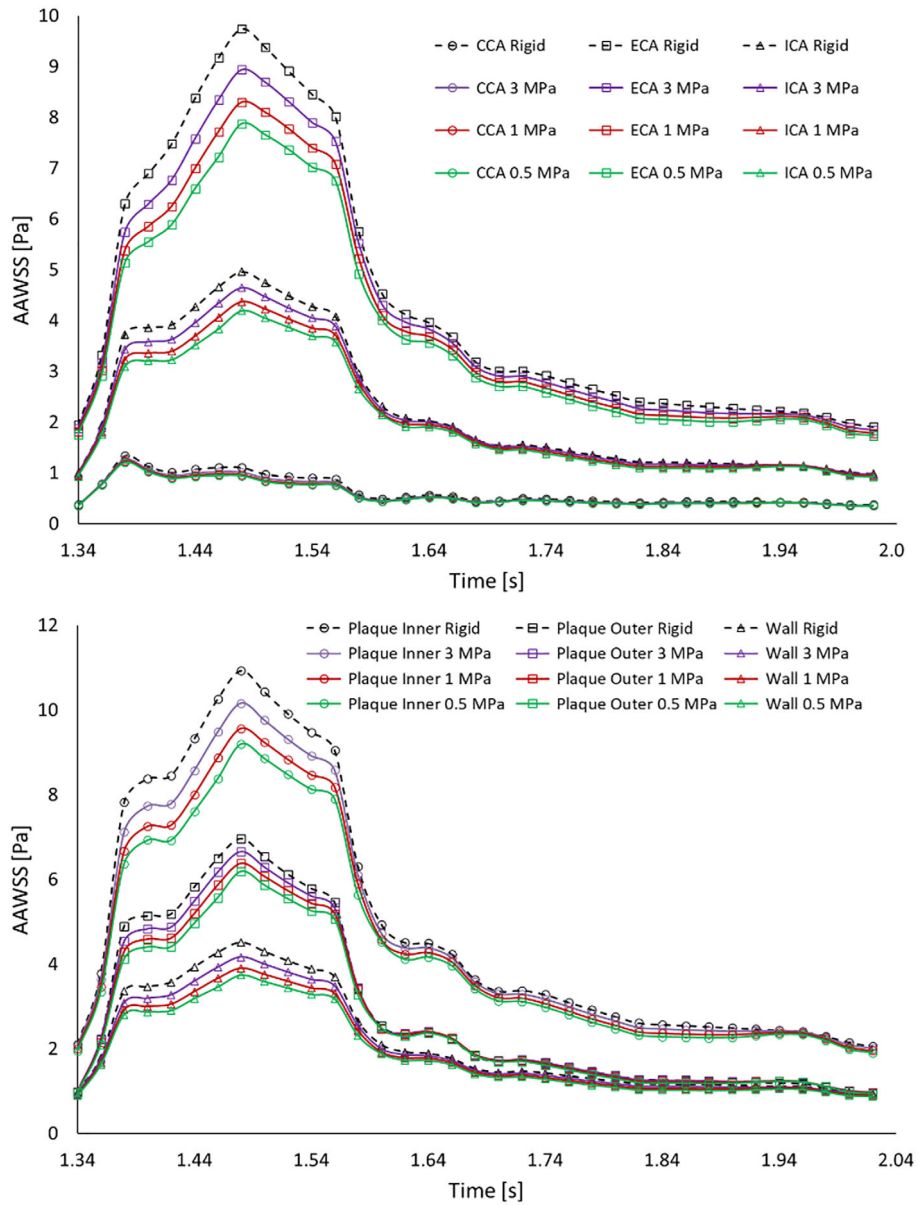 10
9
8
7
6
5
4
3
2
1
0
AAWSS [Pa]
CCA Rigid ECA Rigid ICA Rigid
CCA 3 MPa ECA 3 MPa ICA 3 MPa
CCA 1 MPa ECA 1 MPa ICA 1 MPa
CCA 0.5 MPa ECA 0.5 MPa ICA 0.5 MPa
1.34 1.44 1.54 1.64 1.74 1.84 1.94 2.0
Time [s]
12
10
8
6
4
2
0
AAWSS [Pa]
Plaque Inner Rigid Plaque Outer Rigid Wall Rigid
Plaque Inner 3 MPa Plaque Outer 3 MPa Wall 3 MPa
Plaque Inner 1 MPa Plaque Outer 1 MPa Wall 1 MPa
Plaque Inner 0.5 MPa Plaque Outer 0.5 MPa Wall 0.5 MPa
1.34 1.44 1.54 1.64 1.74 1.84 1.94 2.04
Time [s]